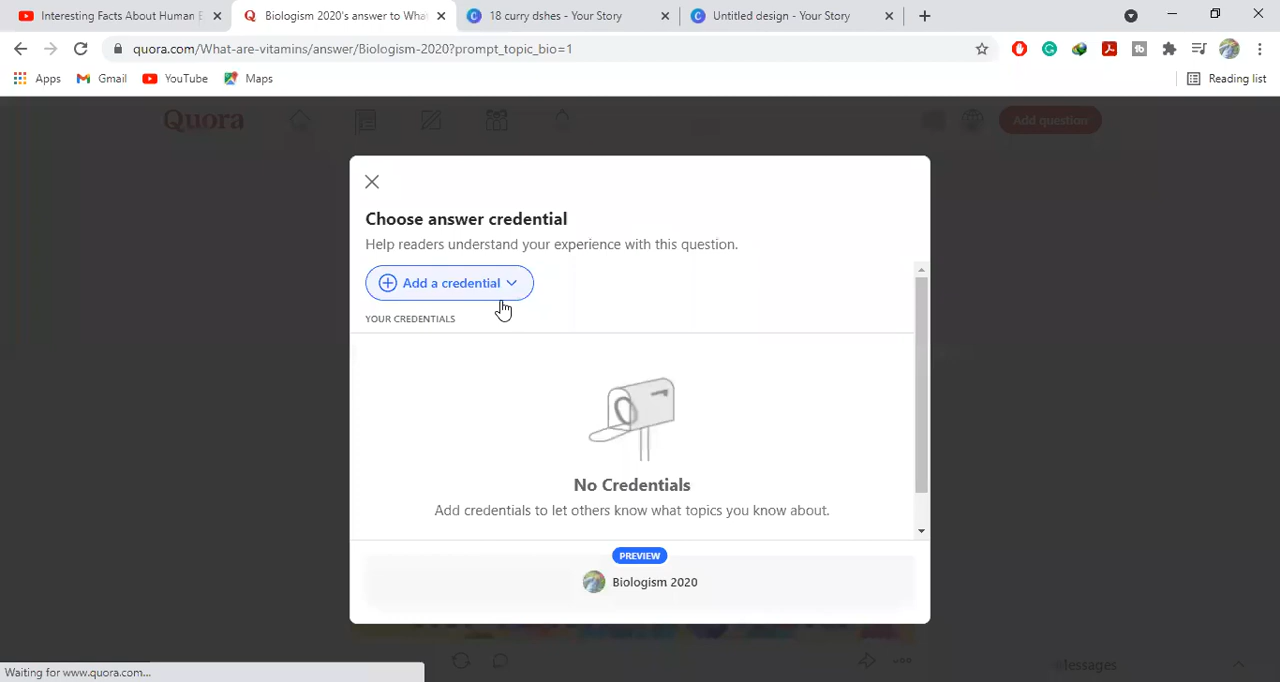 Interesting Facts About Human E
Biologism 2020's answer to What
18 curry dshes - Your Story
Untitled design - Your Story
quora.com/What-are-vitamins/answer/Biologism-2020?prompt_topic_bio=1
Apps
Gmail
YouTube
Maps
Reading list
Quora
Add question
Choose answer credential
Help readers understand your experience with this question.
Add a credential
YOUR CREDENTIALS
No Credentials
Add credentials to let others know what topics you know about.
PREVIEW
Biologism 2020
Messages
Waiting for www.quora.com...